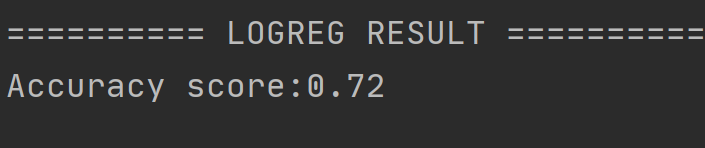 ========== LOGREG RESULT ==========
Accuracy score:0.72